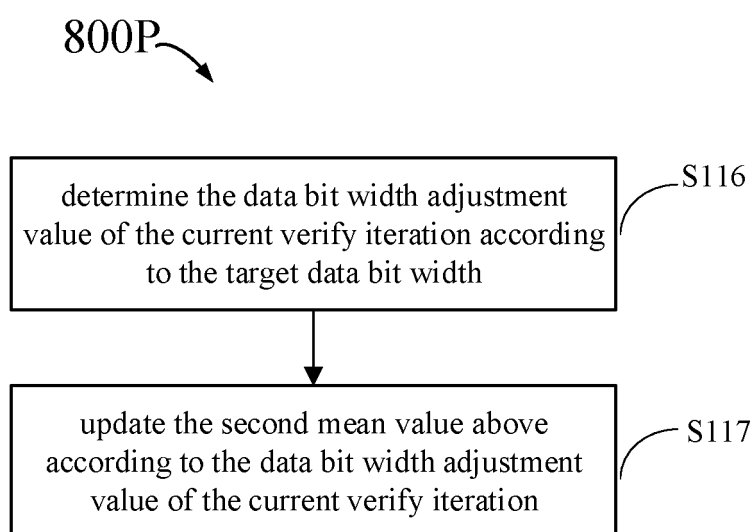 800P
determine the data bit width adjustment
value of the current verify iteration according
to the target data bit width
S116
update the second mean value above
according to the data bit width adjustment
value of the current verify iteration
S117